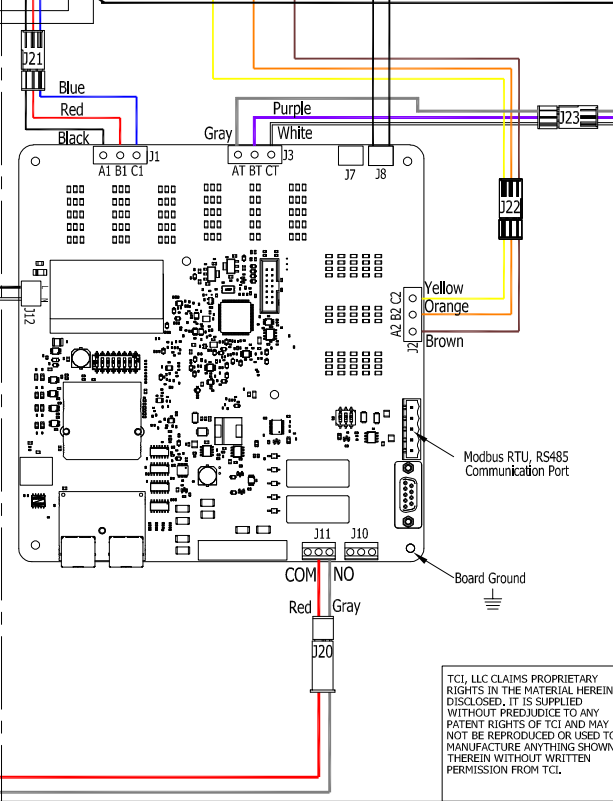 J21
Blue
Red
Black
Purple
Gray
White
J23
J1
A1 B1 C1
J3
AT BT CT
J7
J8
J22
L
N
J12
Yellow
Orange
Brown
A2 B2 C2
J2
Modbus RTU, RS485
Communication Port
J11
J10
COM
NO
Board Ground
Red
Gray
J20
TCI, LLC CLAIMS PROPRIETARY
RIGHTS IN THE MATERIAL HEREIN
DISCLOSED. IT IS SUPPLIED
WITHOUT PREDJUDICE TO ANY
PATENT RIGHTS OF TCI AND MAY
NOT BE REPRODUCED OR USED TO
MANUFACTURE ANYTHING SHOWN
THEREIN WITHOUT WRITTEN
PERMISSION FROM TCI.